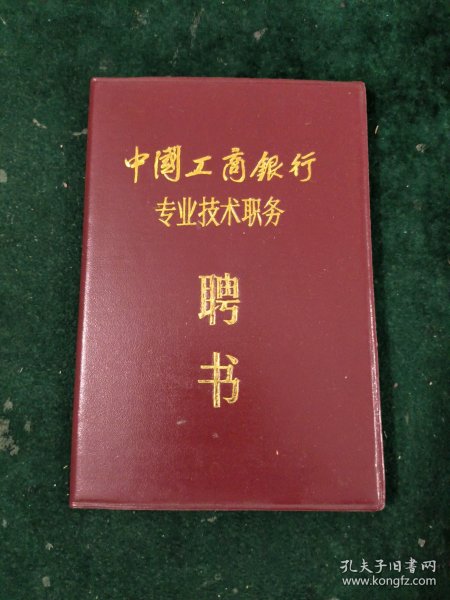 中國工商銀行
专业技术职务
聘
书
孔夫子旧书网
www.kongfz.com